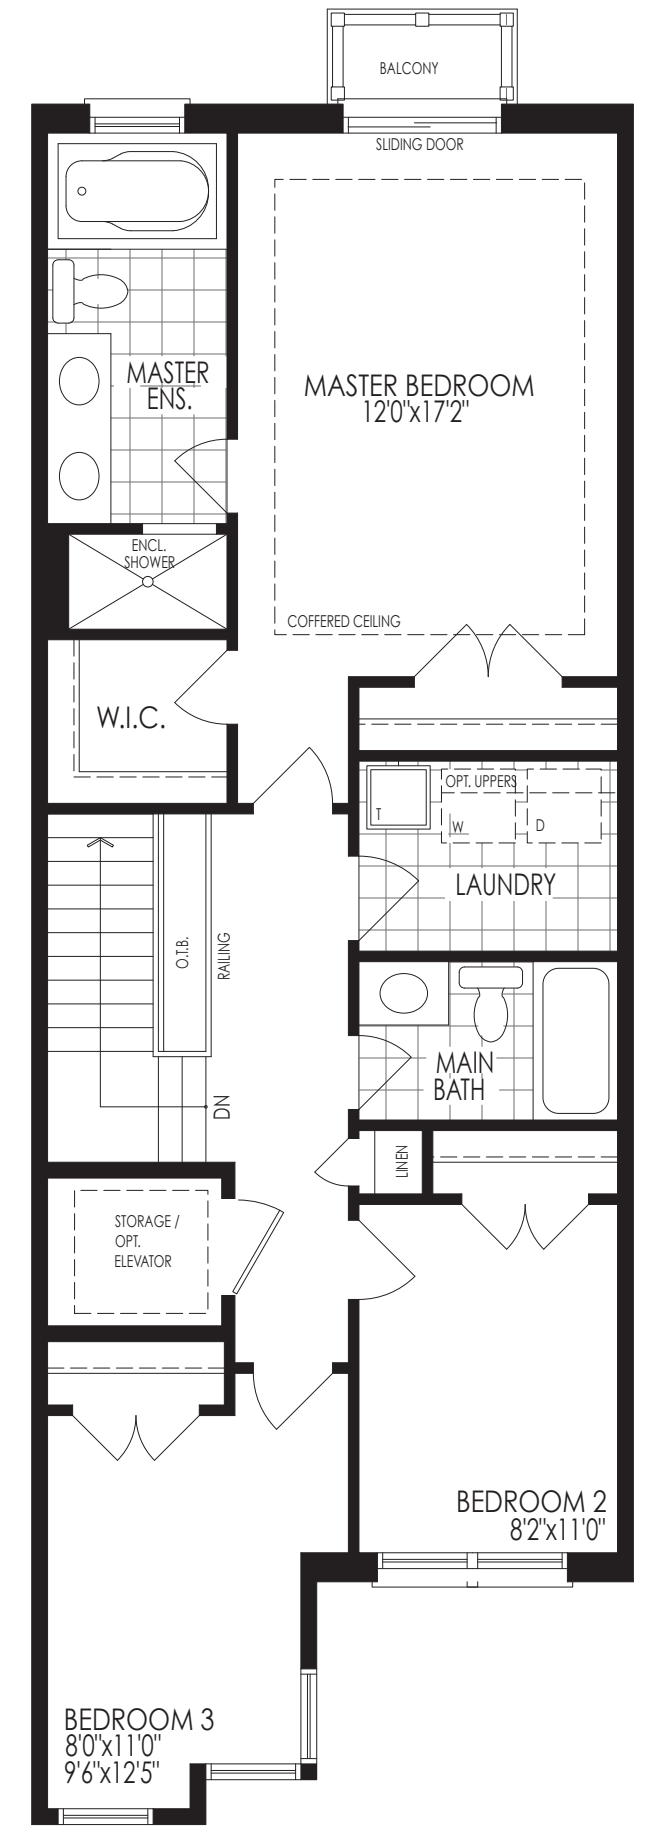 BALCONY
SLIDING DOOR
MASTER
ENS.
MASTER BEDROOM
12'0"x17'2"
ENCL.
SHOWER
COFFERED CEILING
W.I.C.
OPT. UPPERS
T
W
D
LAUNDRY
O.T.B.
RAILING
MAIN
BATH
DN
LINEN
STORAGE /
OPT.
ELEVATOR
BEDROOM 2
8'2"x11'0"
BEDROOM 3
8'0"x11'0"
9'6"x12'5"